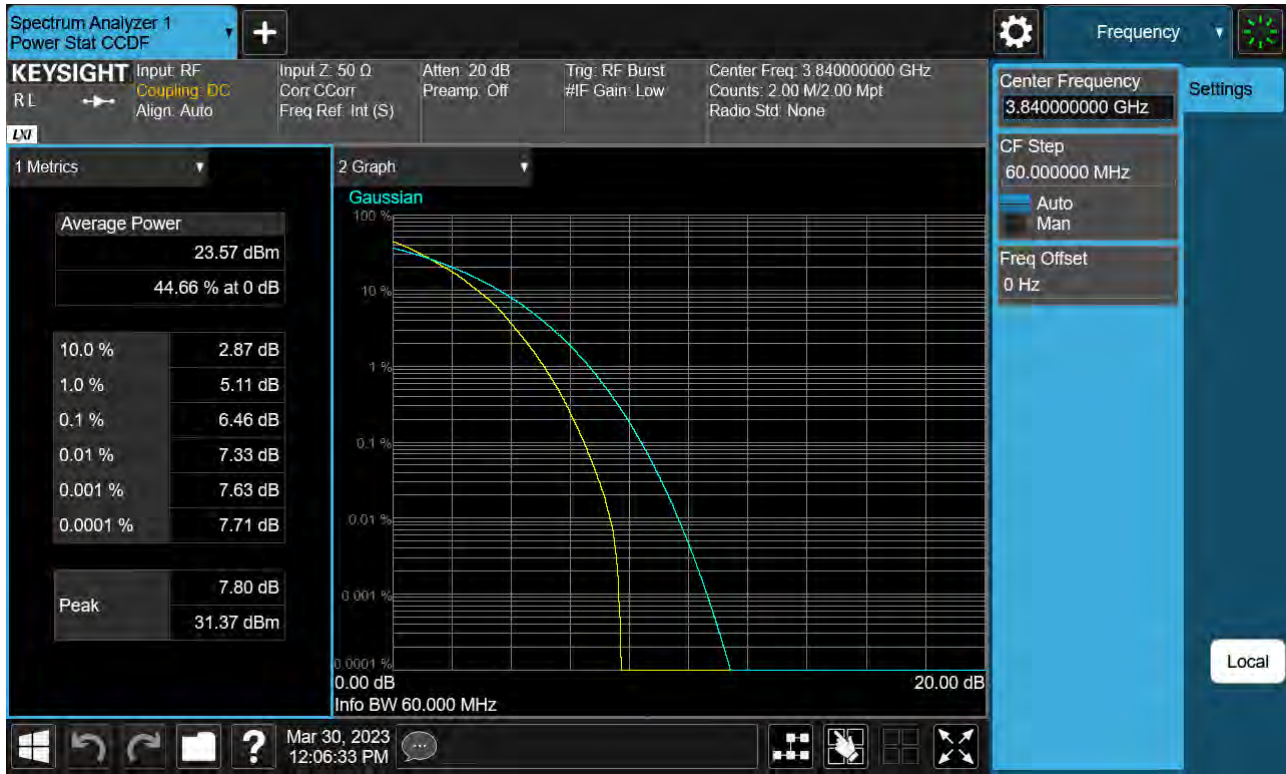 Spectrum Analyzer 1
Power Stat CCDF
+
Frequency
KEYSIGHT
RL
LXI
Input: RF
Coupling: DC
Align: Auto
Input Z: 50 Ω
Corr CCorr
Freq Ref: Int (S)
Atten: 20 dB
Preamp: Off
Trig: RF Burst
#IF Gain: Low
Center Freq: 3.840000000 GHz
Counts: 2.00 M/2.00 Mpt
Radio Std: None
Center Frequency
3.840000000 GHz
Settings
CF Step
60.000000 MHz
Auto
Man
Freq Offset
0 Hz
1 Metrics
Average Power
23.57 dBm
44.66 % at 0 dB
10.0 % 2.87 dB
1.0 % 5.11 dB
0.1 % 6.46 dB
0.01 % 7.33 dB
0.001 % 7.63 dB
0.0001 % 7.71 dB
Peak
7.80 dB
31.37 dBm
2 Graph
Gaussian
100 %
10 %
1 %
0.1 %
0.01 %
0.001 %
0.0001 %
0.00 dB 20.00 dB
Info BW 60.000 MHz
Local
?
Mar 30, 2023
12:06:33 PM